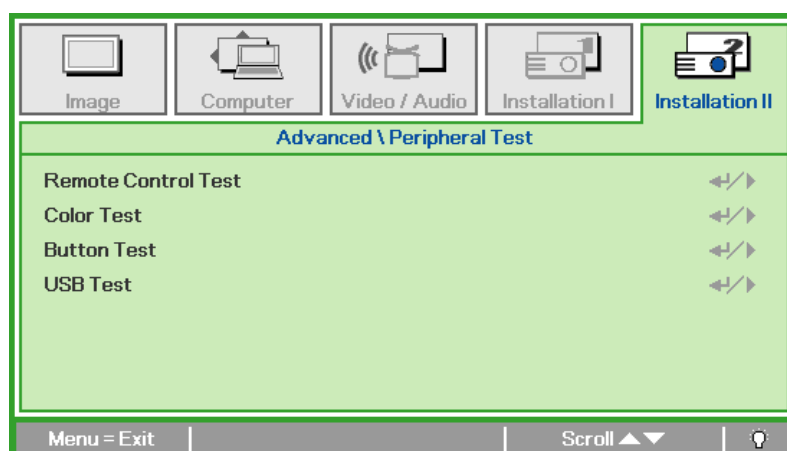 Image
Computer
Video / Audio
Installation I
Installation II
Advanced \ Peripheral Test
Remote Control Test
Color Test
Button Test
USB Test
Menu = Exit
Scroll